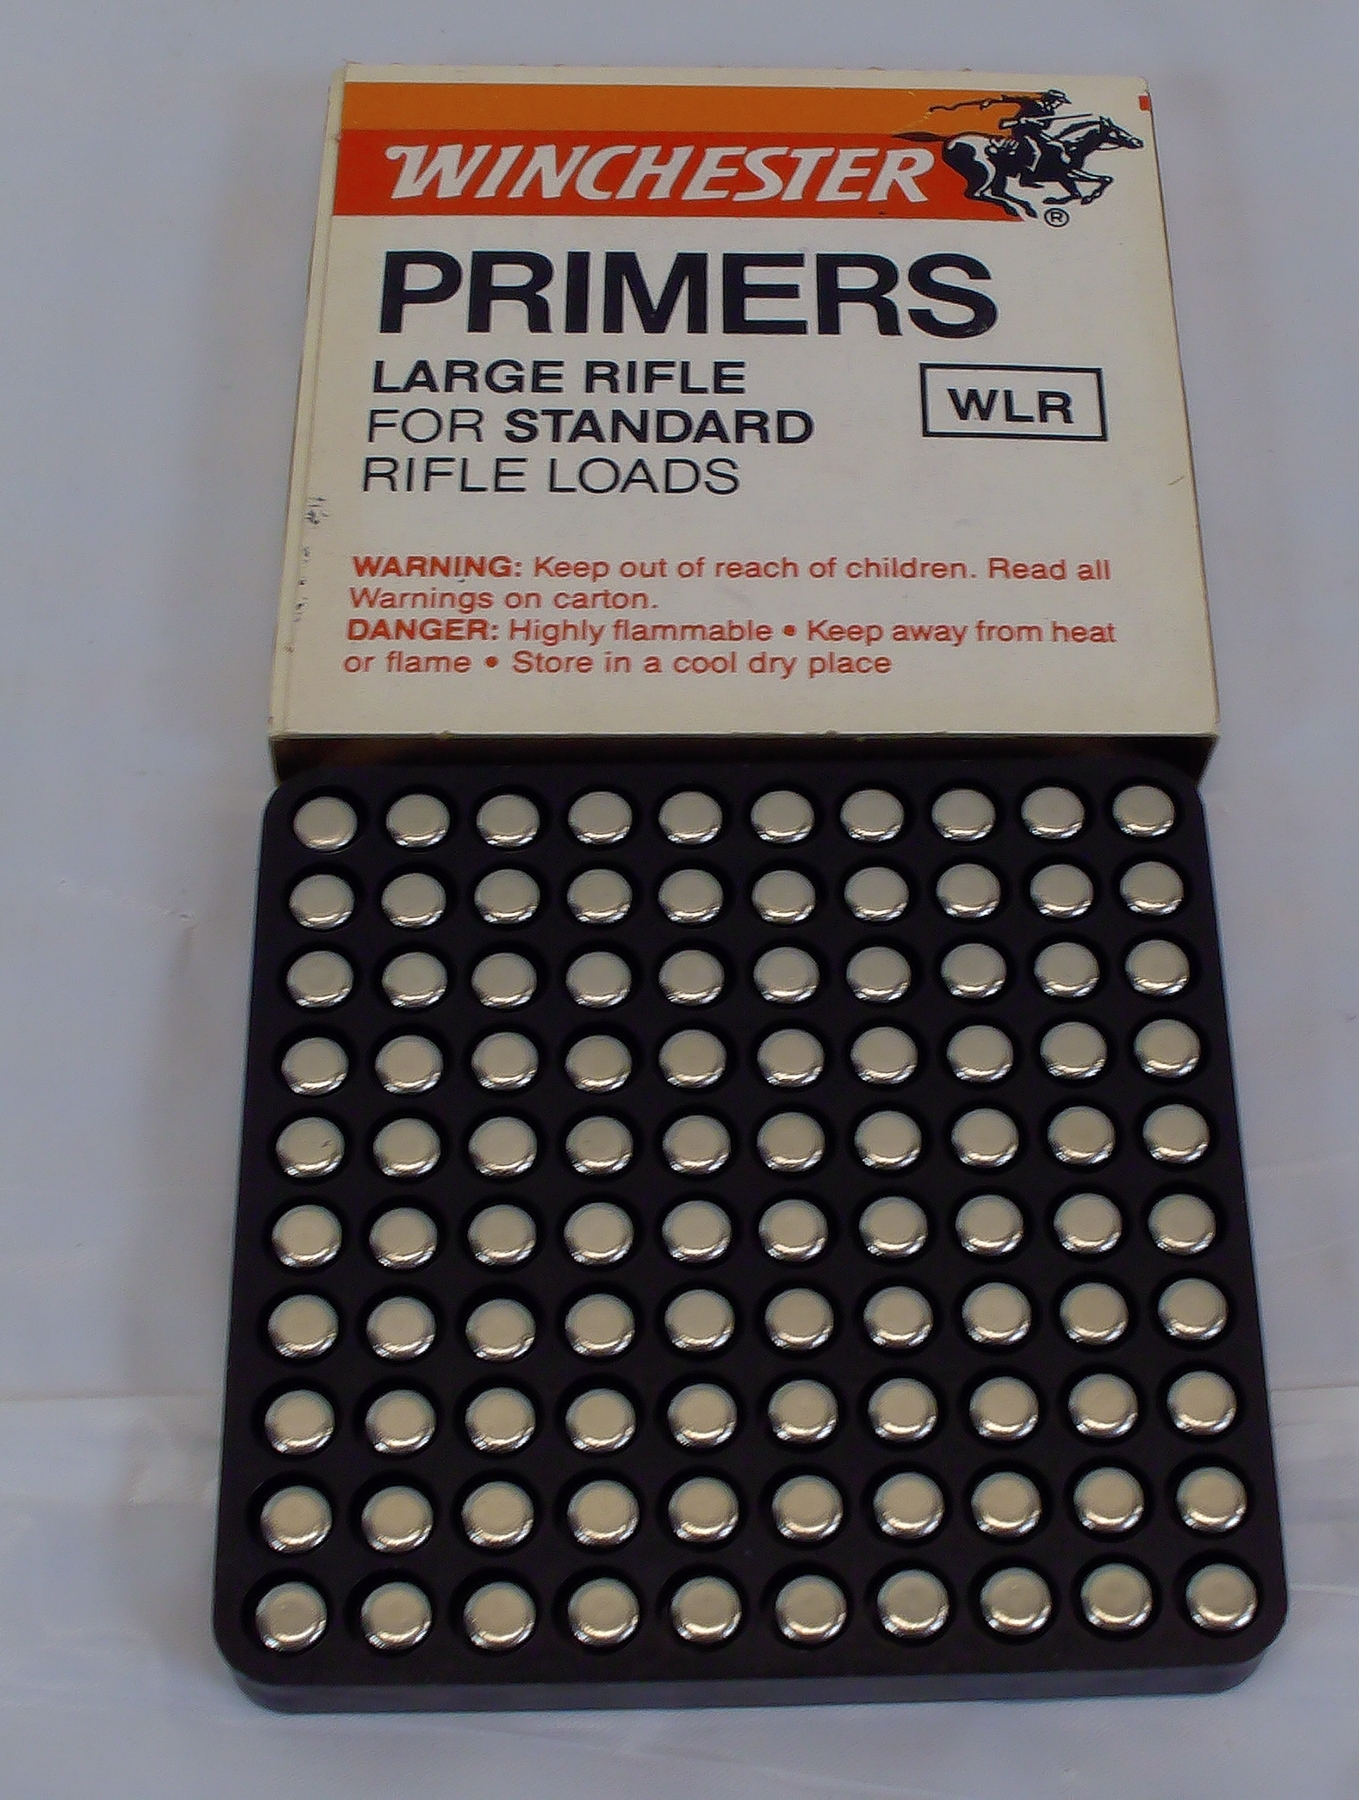 WINCHESTER
®
PRIMERS
LARGE RIFLE
FOR STANDARD
RIFLE LOADS
WLR
WARNING: Keep out of reach of children. Read all
Warnings on carton.
DANGER: Highly flammable • Keep away from heat
or flame • Store in a cool dry place